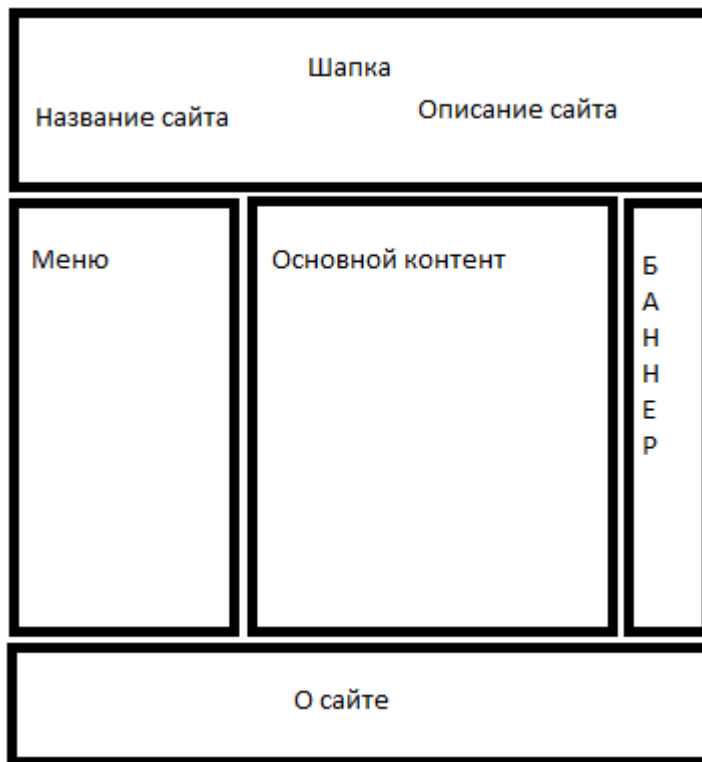 Шапка
Название сайта
Описание сайта
Меню
Основной контент
Б
А
Н
Н
Е
Р
О сайте